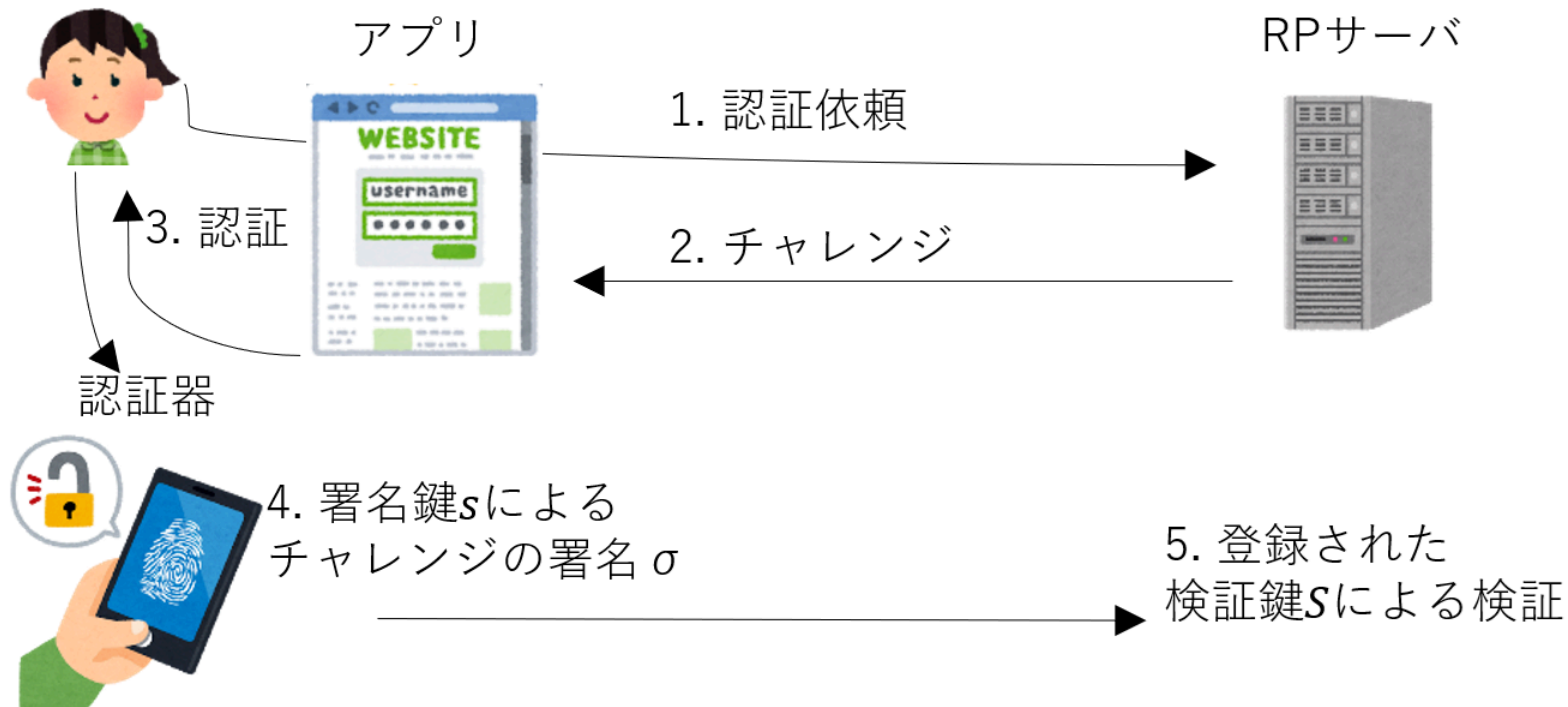 アプリ
RPサーバ
1. 認証依頼
WEBSITE
username
2. チャレンジ
3. 認証
認証器
4. 署名鍵sによる
チャレンジの署名 σ
5. 登録された
検証鍵Sによる検証